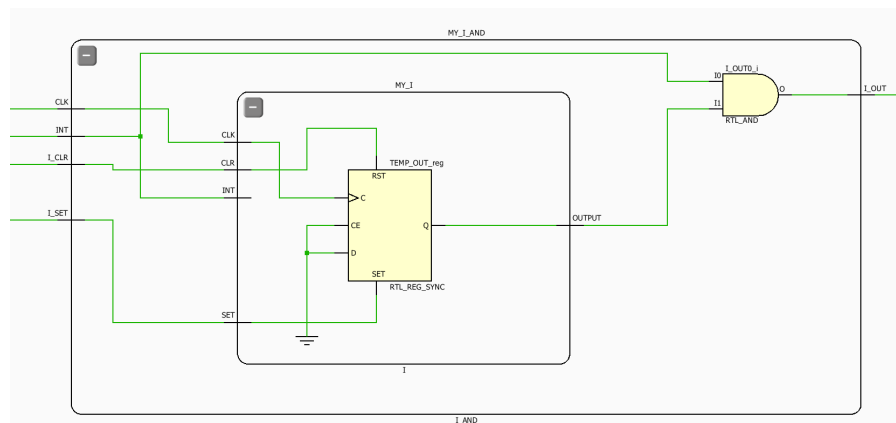 MY_I_AND
I_OUT0_i
I0
MY_I
CLK
O
I_OUT
I1
RTL_AND
INT
CLK
I_CLR
CLR
TEMP_OUT_reg
RST
INT
C
I_SET
CE
Q
OUTPUT
D
SET
RTL_REG_SYNC
SET
I
I_AND